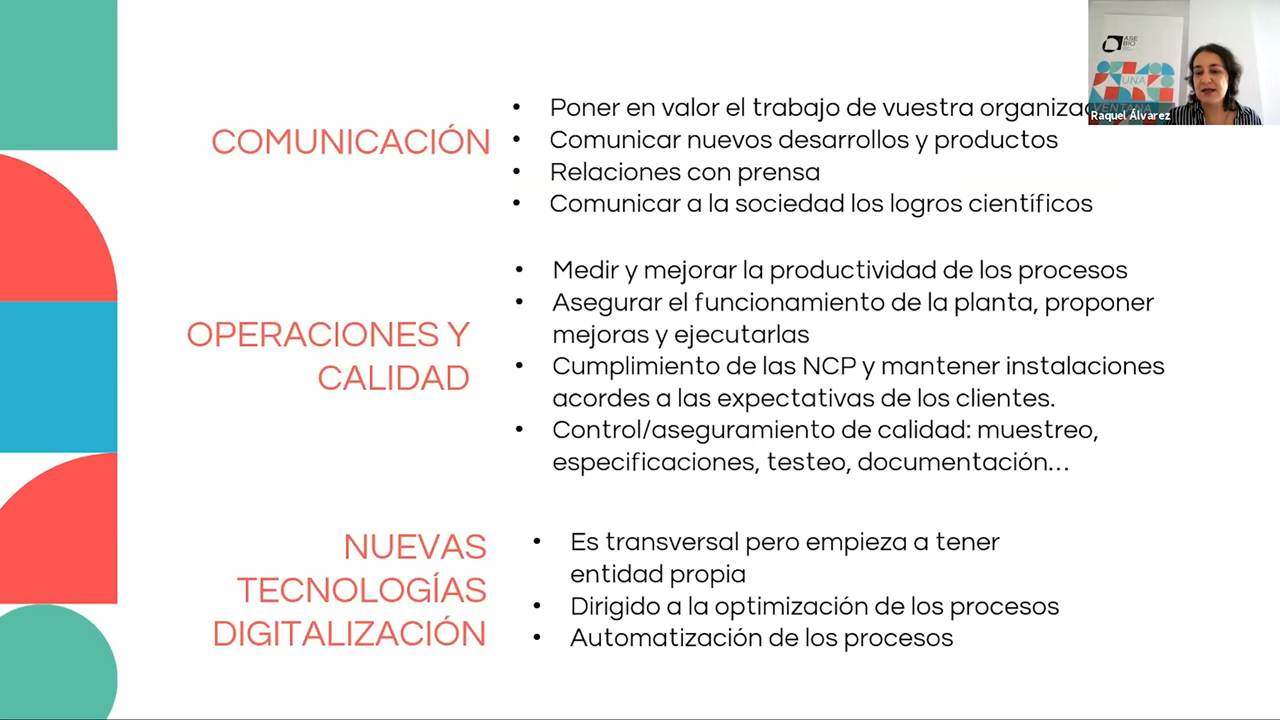 COMUNICACIÓN
• Poner en valor el trabajo de vuestra
• Comunicar nuevos desarrollos y productos
• Relaciones con prensa
• Comunicar a la sociedad los logros científicos
OPERACIONES Y
CALIDAD
• Medir y mejorar la productividad de los procesos
• Asegurar el funcionamiento de la planta, proponer
mejoras y ejecutarlas
• Cumplimiento de las NCP y mantener instalaciones
acordes a las expectativas de los clientes.
• Control/aseguramiento de calidad: muestreo,
especificaciones, testeo, documentación...
NUEVAS
TECNOLOGÍAS
DIGITALIZACIÓN
• Es transversal pero empieza a tener
entidad propia
• Dirigido a la optimización de los procesos
• Automatización de los procesos
ASE
BIO
UNA
VENTANA
Raquel Álvarez